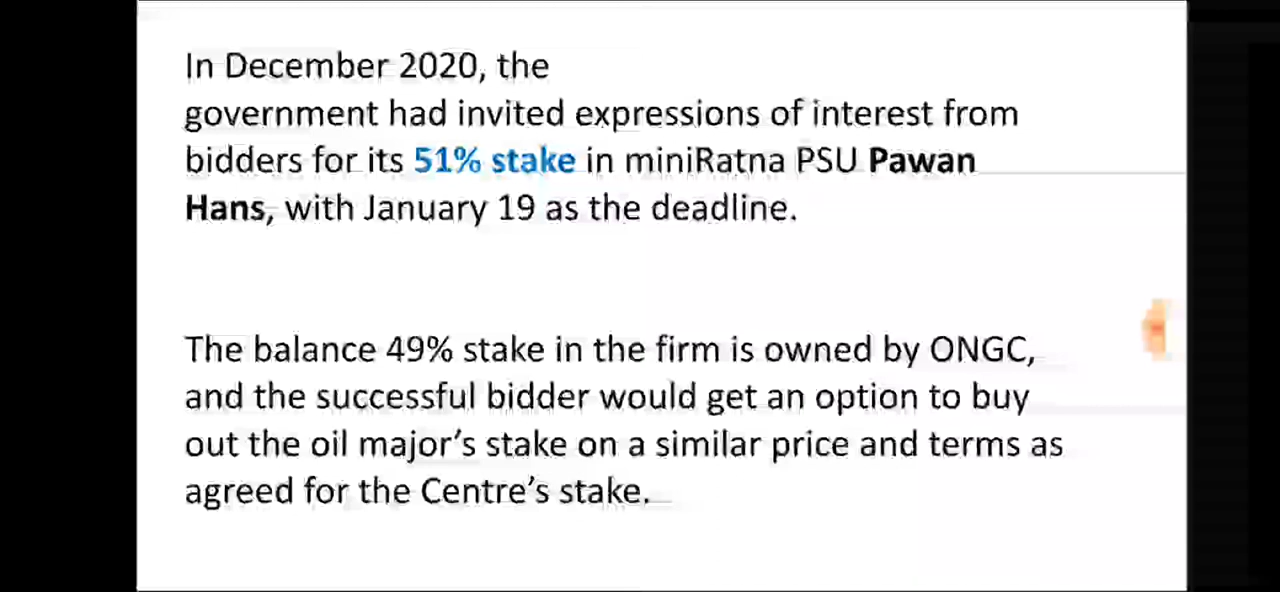 In December 2020, the
government had invited expressions of interest from
bidders for its 51% stake in miniRatna PSU Pawan
Hans, with January 19 as the deadline.
The balance 49% stake in the firm is owned by ONGC,
and the successful bidder would get an option to buy
out the oil major’s stake on a similar price and terms as
agreed for the Centre’s stake.